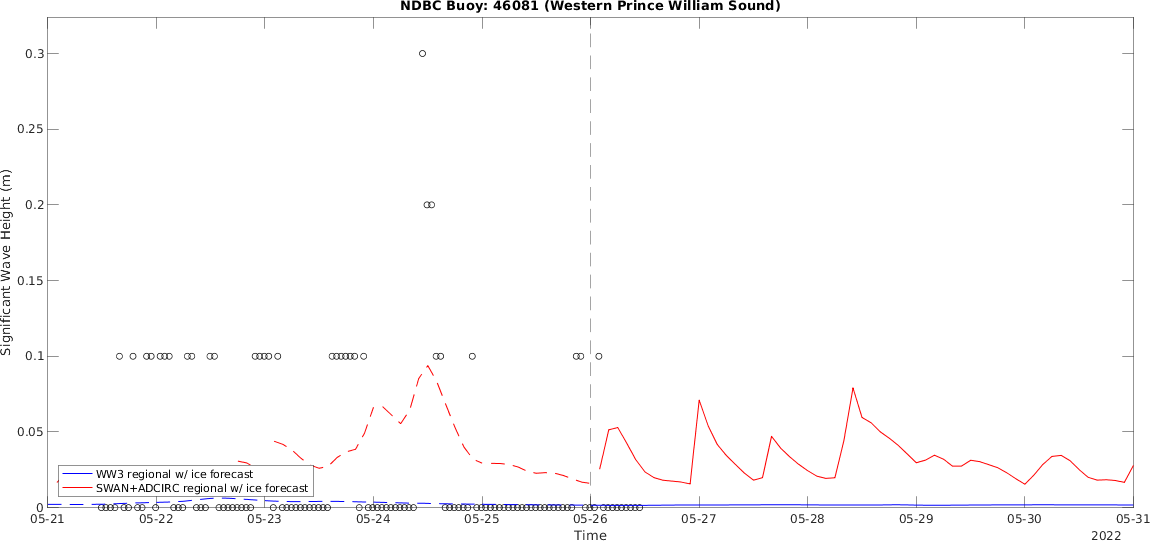 NDBC Buoy: 46081 (Western Prince William Sound)
Significant Wave Height (m)
0.3
0.25
0.2
0.15
0.1
0.05
0
WW3 regional w/ ice forecast
SWAN+ADCIRC regional w/ ice forecast
05-21 05-22 05-23 05-24 05-25 05-26 05-27 05-28 05-29 05-30 05-31
Time
2022